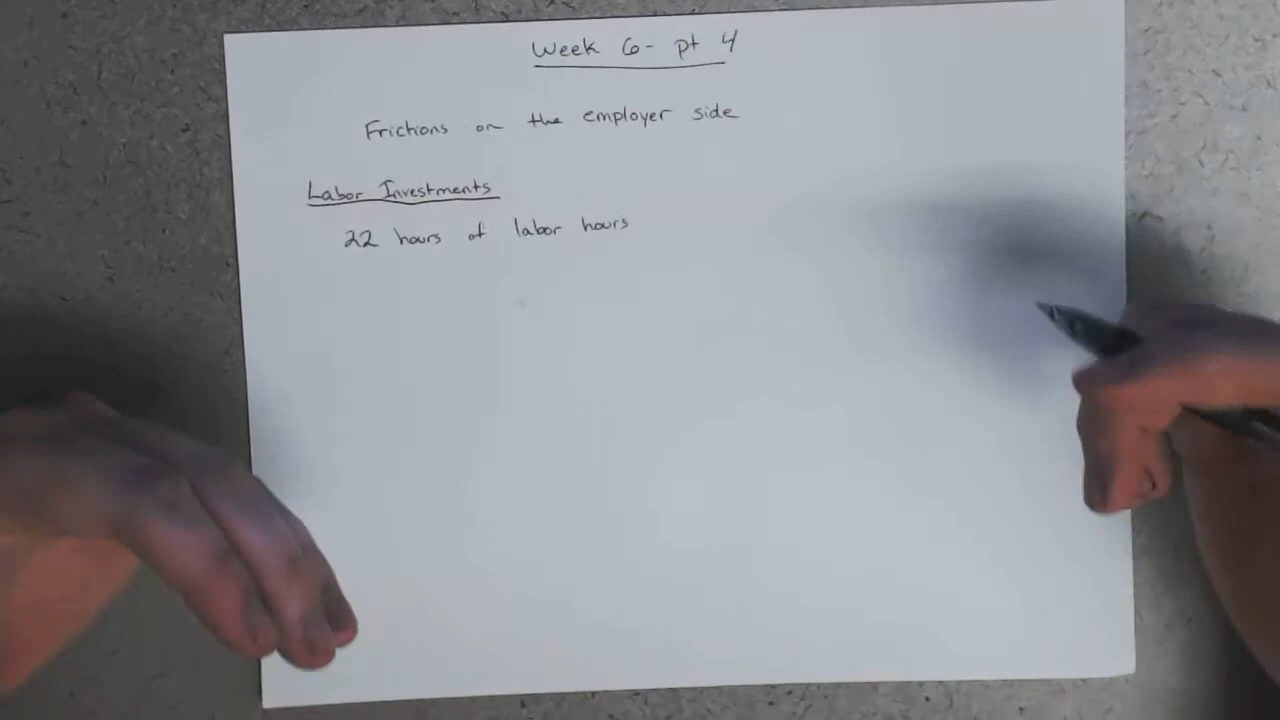 Week 6- pt 4
Frictions on the employer side
Labor Investments
22 hours of labor hours